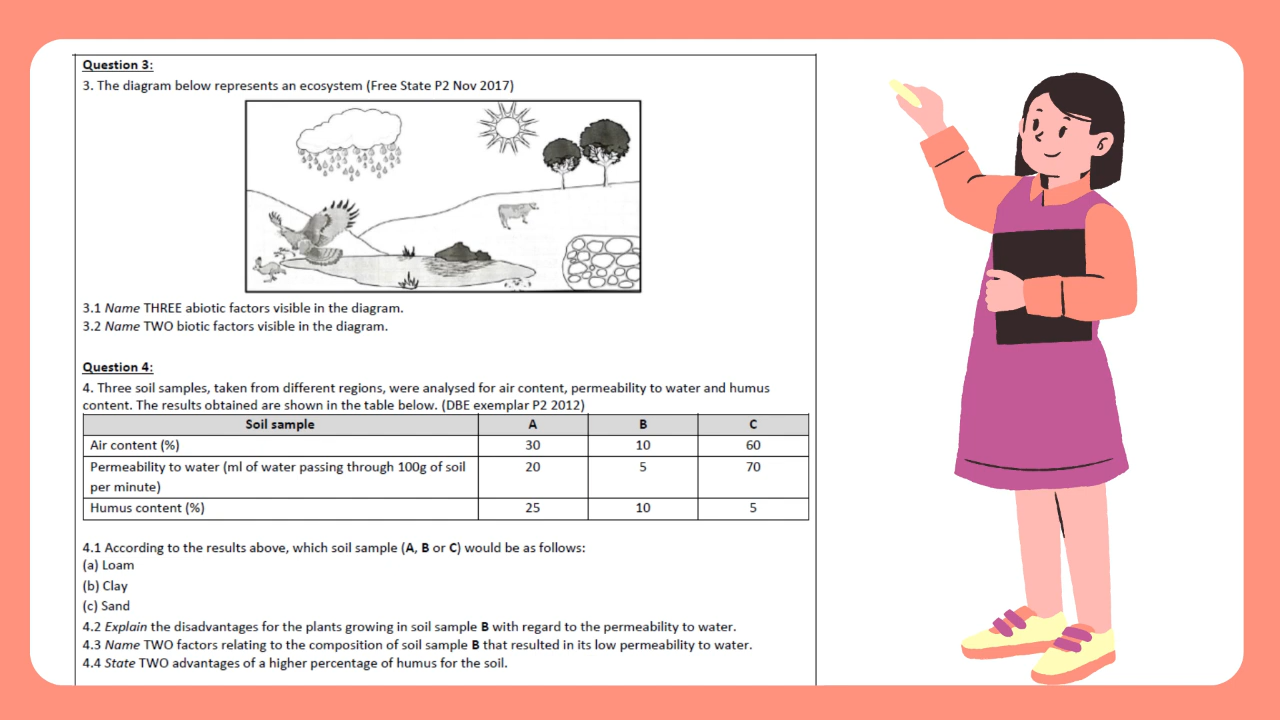 Question 3:
3. The diagram below represents an ecosystem (Free State P2 Nov 2017)
3.1 Name THREE abiotic factors visible in the diagram.
3.2 Name TWO biotic factors visible in the diagram.
Question 4:
4. Three soil samples, taken from different regions, were analysed for air content, permeability to water and humus
content. The results obtained are shown in the table below. (DBE exemplar P2 2012)
Soil sample A B C
Air content (%) 30 10 60
Permeability to water (ml of water passing through 100g of soil 20 5 70
per minute)
Humus content (%) 25 10 5
4.1 According to the results above, which soil sample (A, B or C) would be as follows:
(a) Loam
(b) Clay
(c) Sand
4.2 Explain the disadvantages for the plants growing in soil sample B with regard to the permeability to water.
4.3 Name TWO factors relating to the composition of soil sample B that resulted in its low permeability to water.
4.4 State TWO advantages of a higher percentage of humus for the soil.